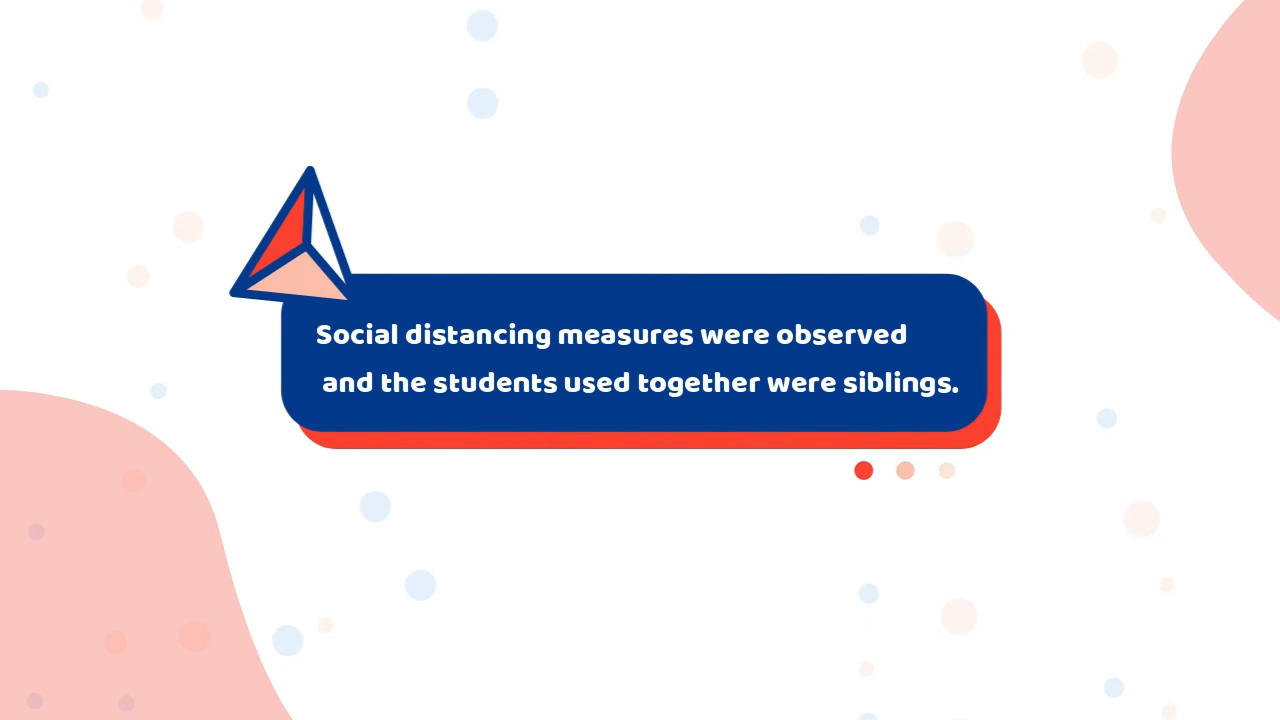 Social distancing measures were observed
and the students used together were siblings.